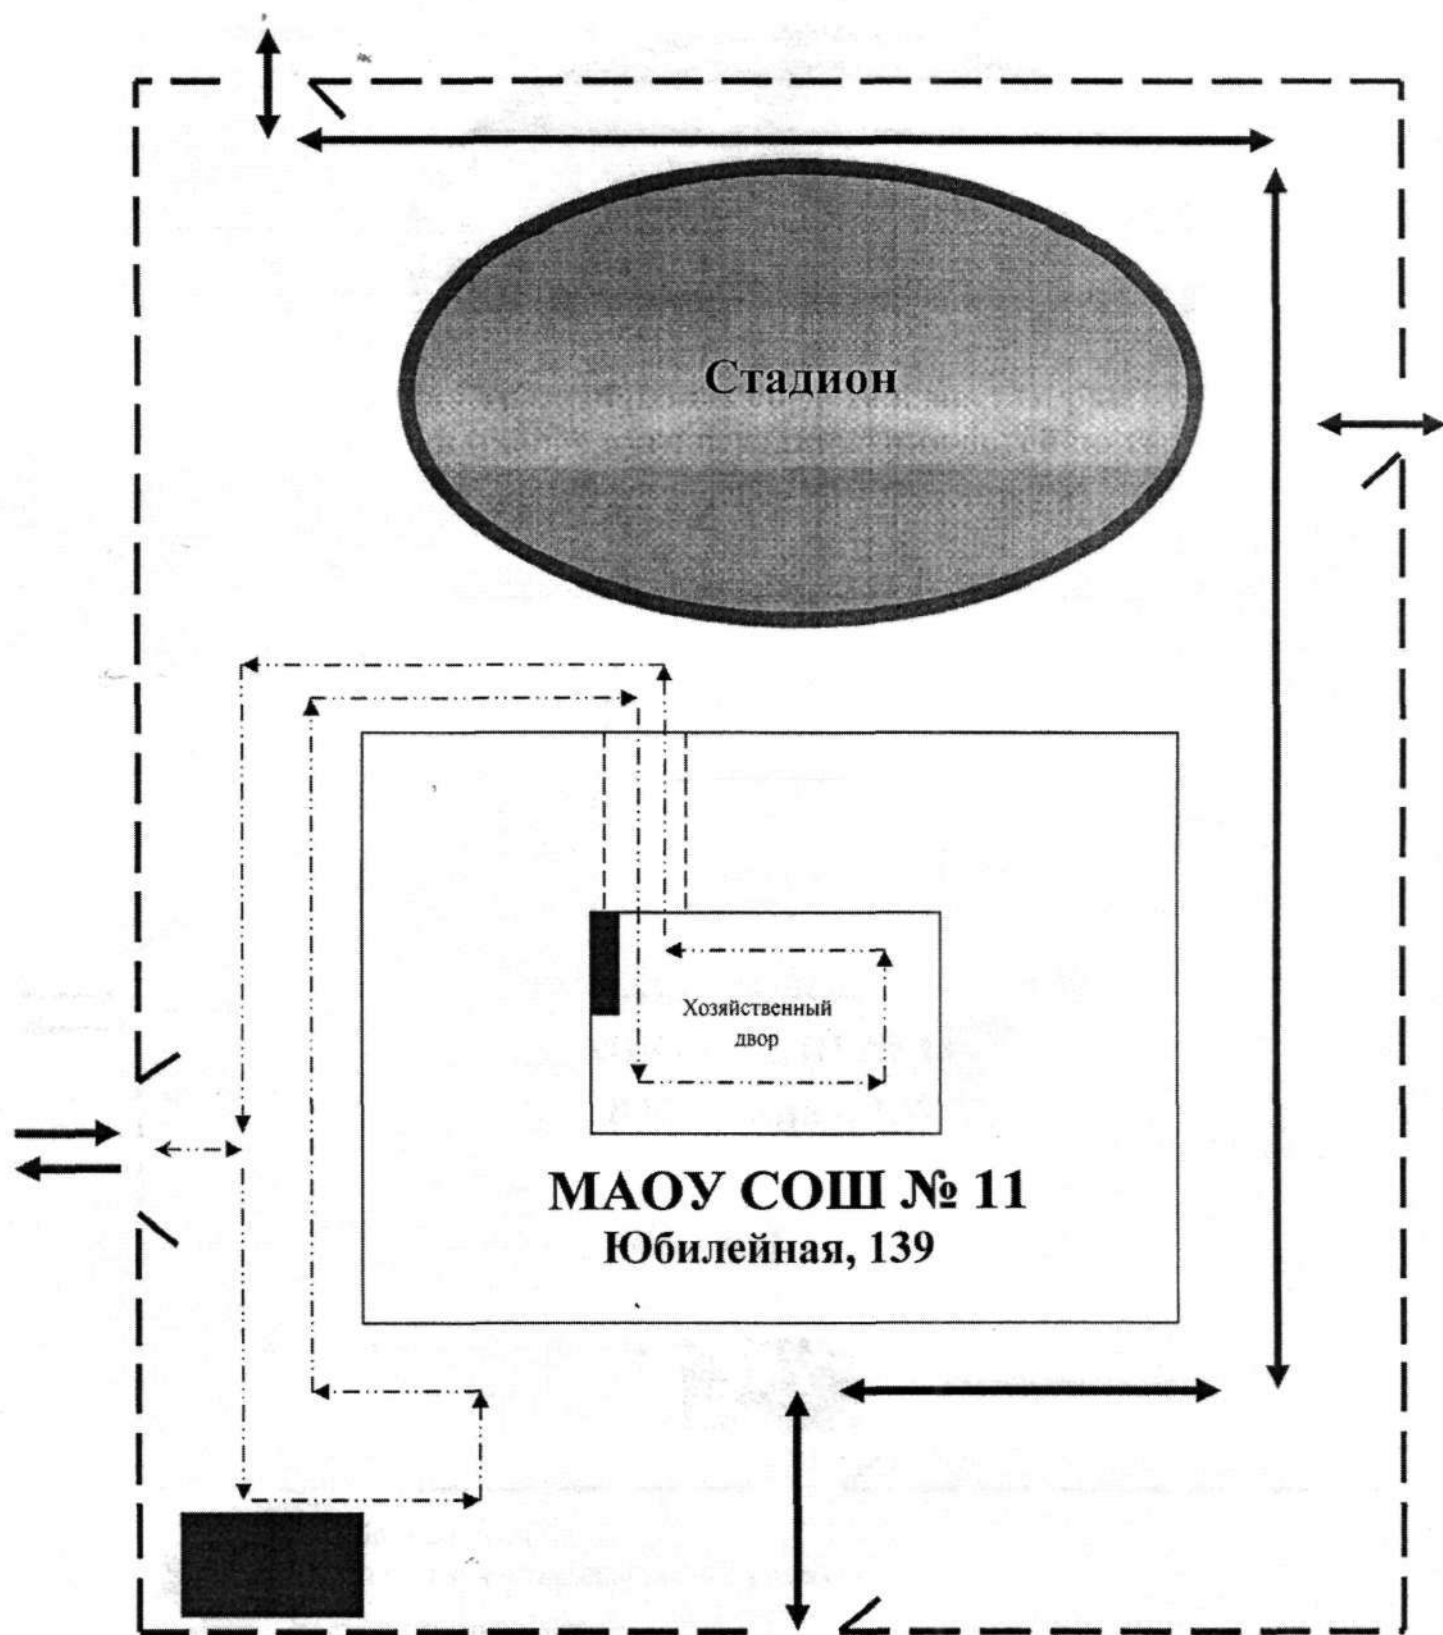 Стадион
Хозяйственный
двор
МАОУ СОШ № 11
Юбилейная, 139